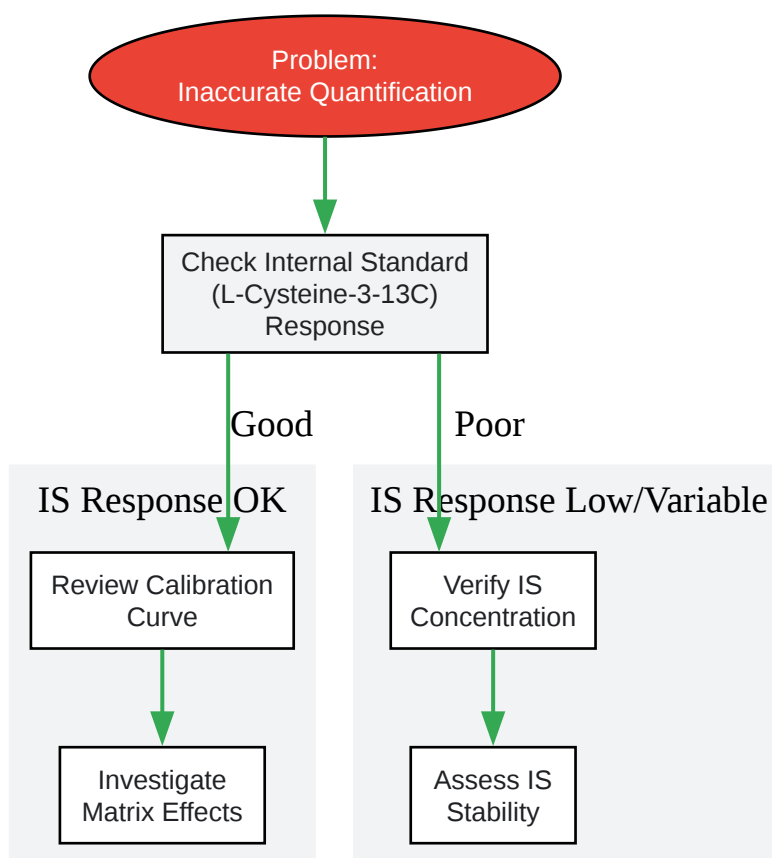 Problem:
Inaccurate Quantification
Check Internal Standard
(L-Cysteine-3-13C)
Response
Good
Poor
IS Response OK
IS Response Low/Variable
Review Calibration
Curve
Verify IS
Concentration
Investigate
Matrix Effects
Assess IS
Stability